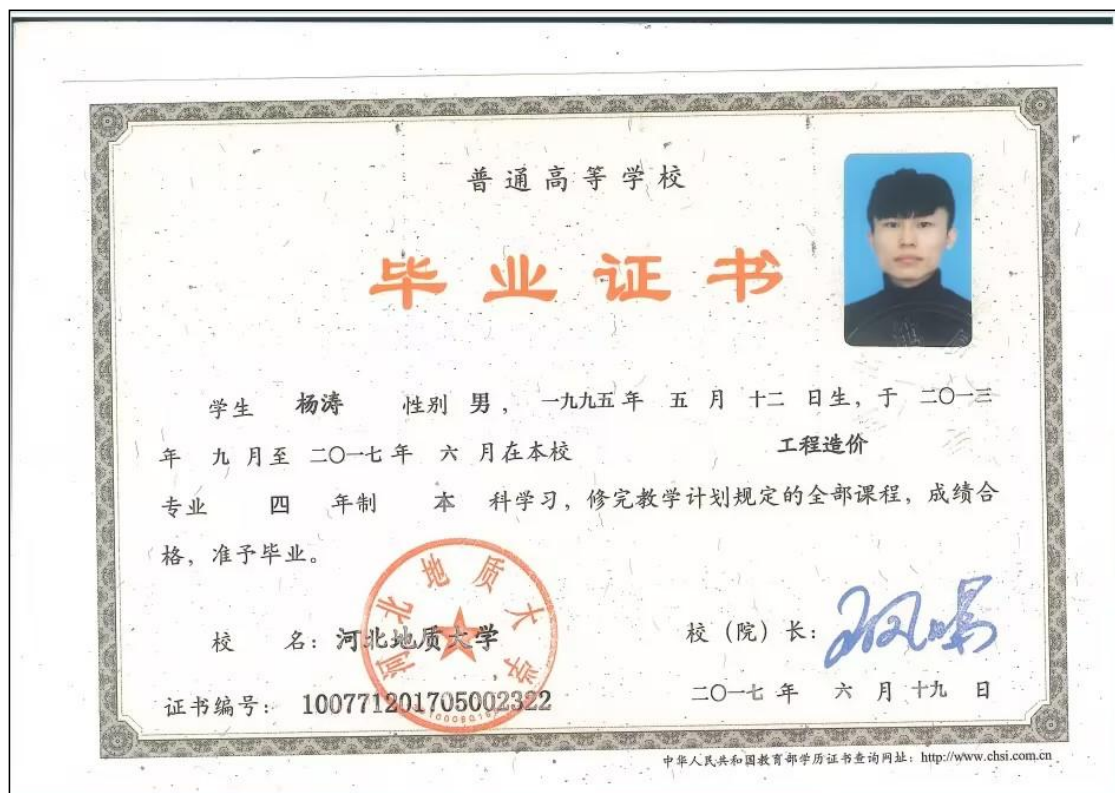 普通高等学校
毕业证书
学生 杨涛 性别 男， 一九九五年 五 月 十二 日生，于 二〇一三
年 九 月至 二〇一七年 六 月在本校 工程造价
专业 四 年制 本 科学习，修完教学计划规定的全部课程，成绩合
格，准予毕业。
河北地质大学
校 名：河北地质大学
校（院）长：
证书编号： 100771201705002322
二〇一七 年 六 月 十九 日
中华人民共和国教育部学历证书查询网址：http://www.chsi.com.cn